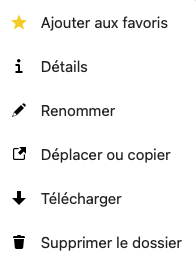 Ajouter aux favoris
Détails
Renommer
Déplacer ou copier
Télécharger
Supprimer le dossier